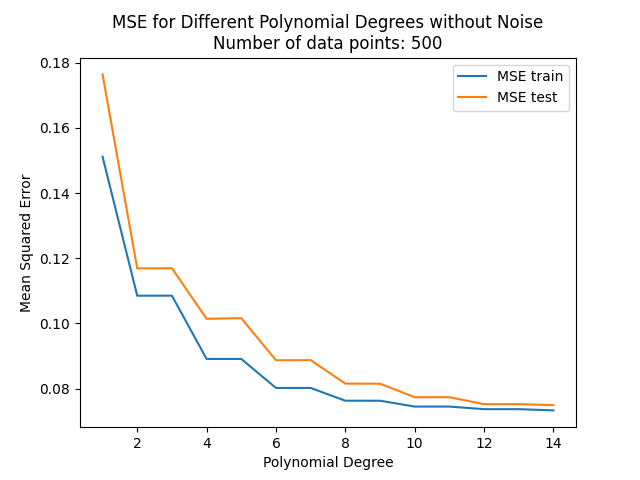 MSE for Different Polynomial Degrees without Noise
Number of data points: 500
MSE train
MSE test
Mean Squared Error
0.18
0.16
0.14
0.12
0.10
0.08
2 4 6 8 10 12 14
Polynomial Degree